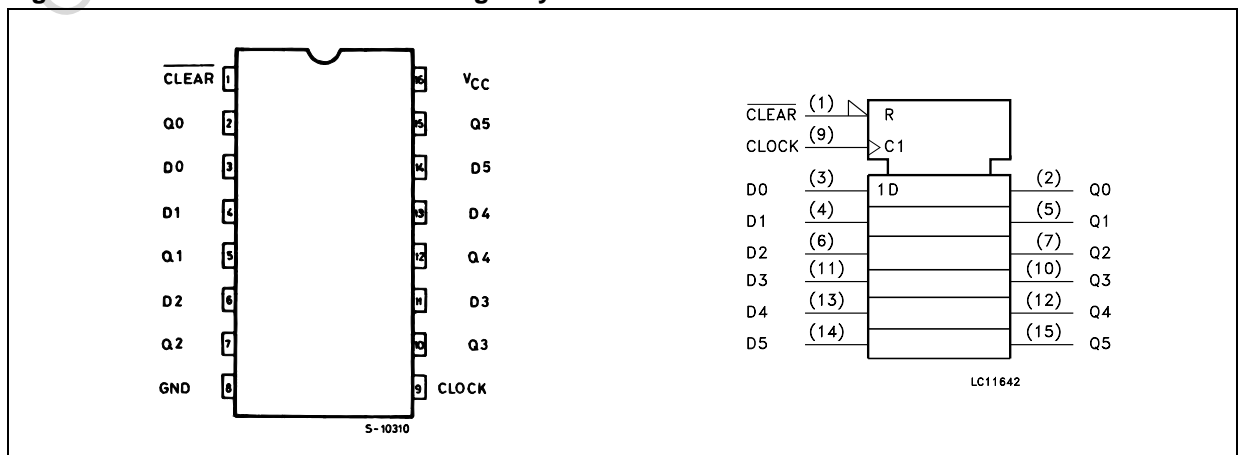 CLEAR 1 16 VCC
Q0 2 15 Q5
D0 3 14 D5
D1 4 13 D4
Q1 5 12 Q4
D2 6 11 D3
Q2 7 10 Q3
GND 8 9 CLOCK
S-10310
CLEAR (1) R
CLOCK (9) C1
D0 (3) 1D (2) Q0
D1 (4) (5) Q1
D2 (6) (7) Q2
D3 (11) (10) Q3
D4 (13) (12) Q4
D5 (14) (15) Q5
LC11642